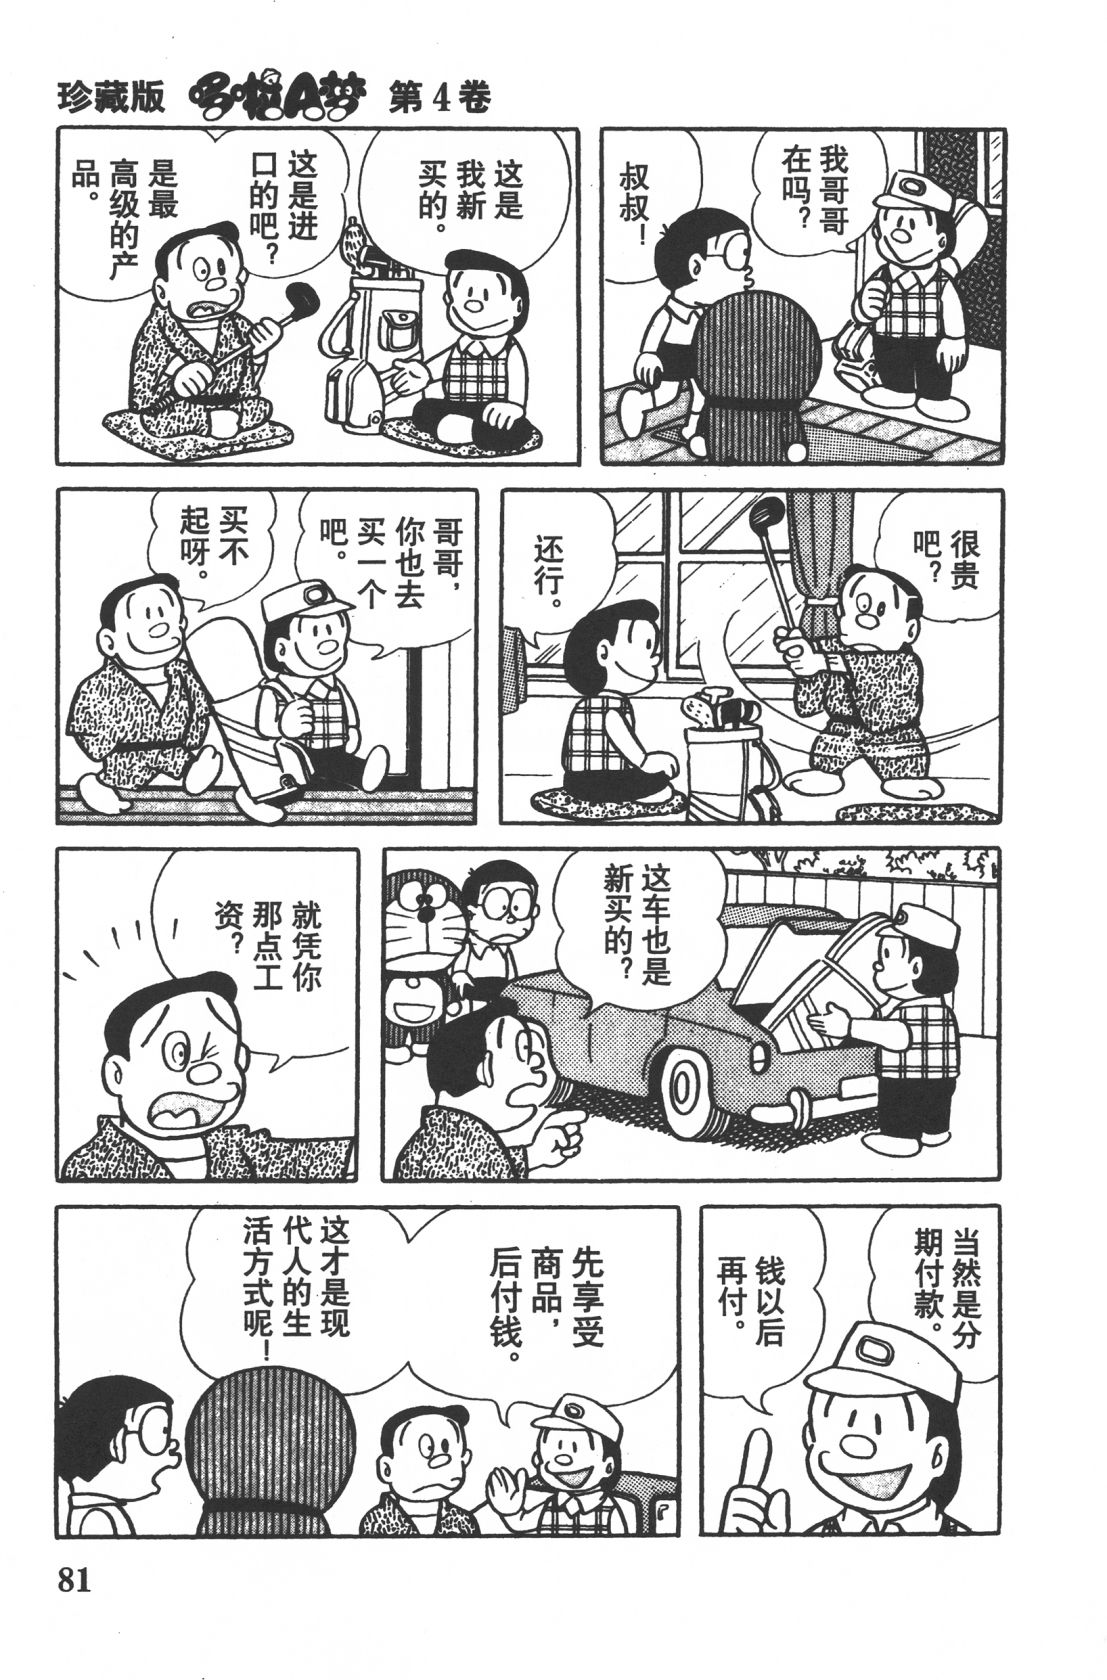 珍藏版 哆啦A梦 第4卷
叔叔！
我哥哥
在吗？
这是
我新
买的。
这是进
口的吧？
是最
高级的产
品。
很贵
吧？
还行。
哥哥，
你也去
买一个
吧。
买不
起呀。
这车也是
新买的？
就凭你
那点工
资？
当然是分
期付款。
钱以后
再付。
先享受
商品，
后付钱。
这才是现
代人的生
活方式呢！
81